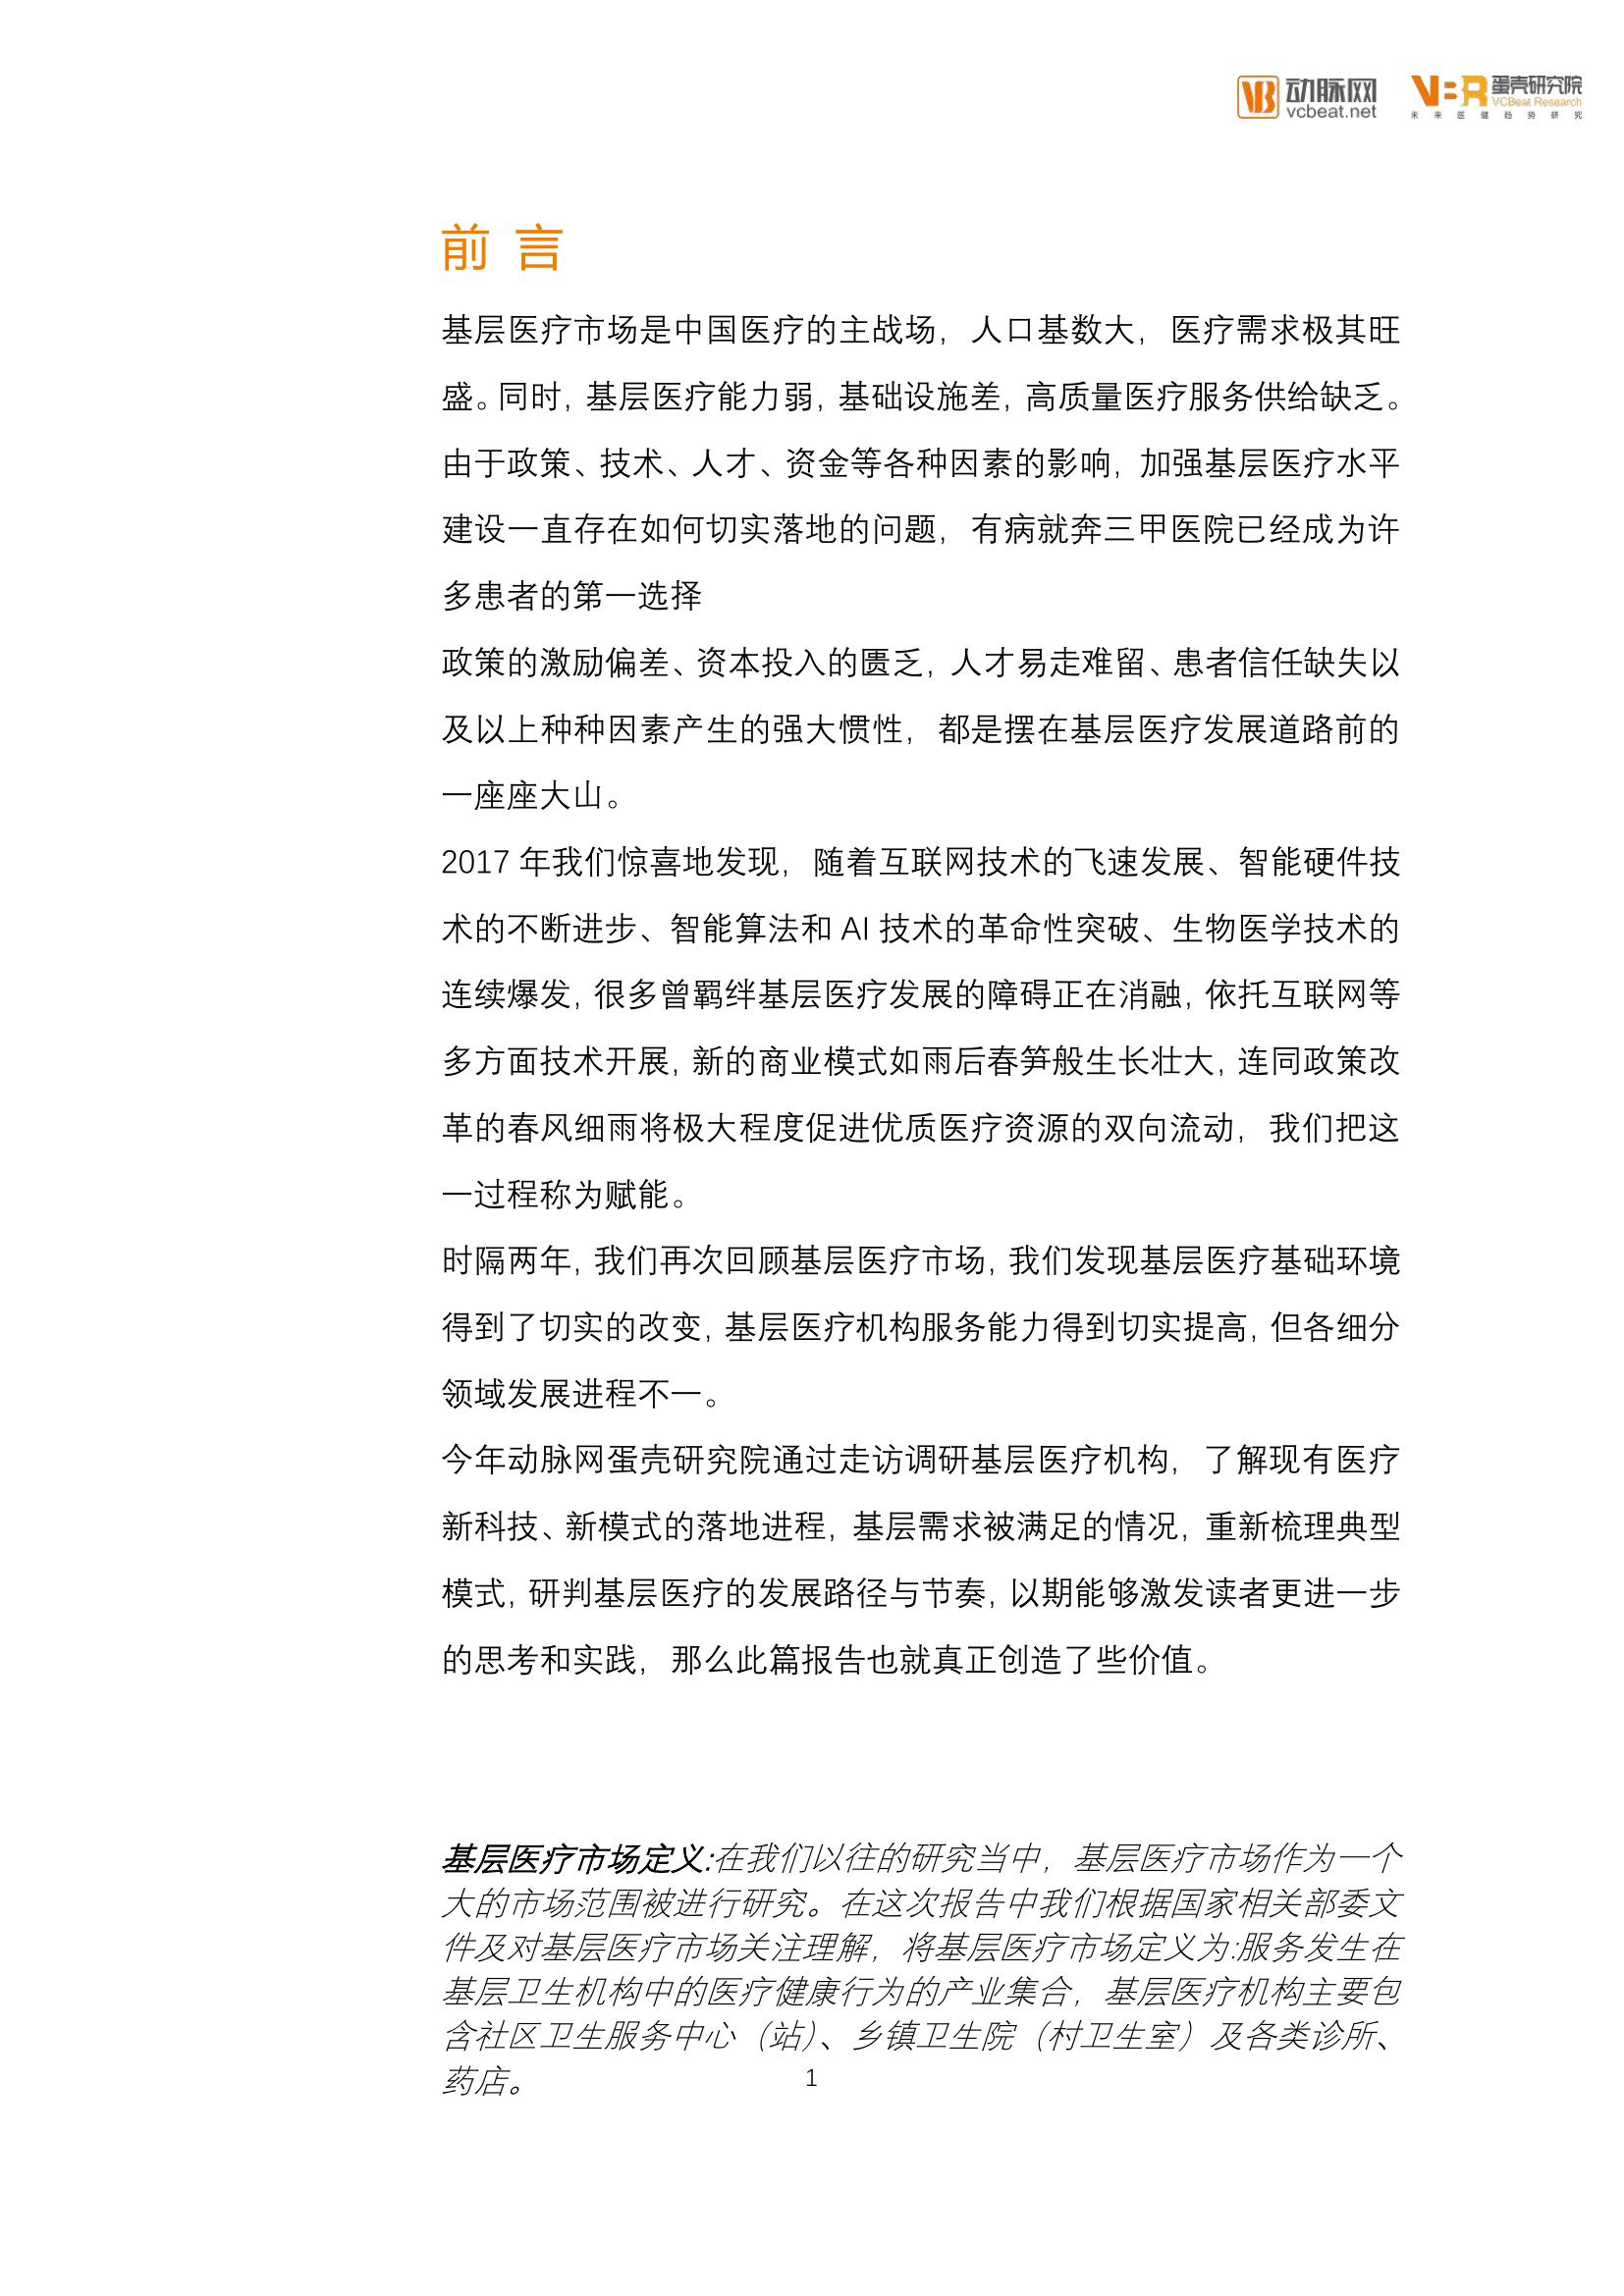 动脉网
vcbeat.net
VBR 蛋壳研究院
VCBeat Research
未来医健趋势研究
前 言
基层医疗市场是中国医疗的主战场，人口基数大，医疗需求极其旺
盛。同时，基层医疗能力弱，基础设施差，高质量医疗服务供给缺乏。
由于政策、技术、人才、资金等各种因素的影响，加强基层医疗水平
建设一直存在如何切实落地的问题，有病就奔三甲医院已经成为许
多患者的第一选择
政策的激励偏差、资本投入的匮乏，人才易走难留、患者信任缺失以
及以上种种因素产生的强大惯性，都是摆在基层医疗发展道路前的
一座座大山。
2017 年我们惊喜地发现，随着互联网技术的飞速发展、智能硬件技
术的不断进步、智能算法和 AI 技术的革命性突破、生物医学技术的
连续爆发，很多曾羁绊基层医疗发展的障碍正在消融，依托互联网等
多方面技术开展，新的商业模式如雨后春笋般生长壮大，连同政策改
革的春风细雨将极大程度促进优质医疗资源的双向流动，我们把这
一过程称为赋能。
时隔两年，我们再次回顾基层医疗市场，我们发现基层医疗基础环境
得到了切实的改变，基层医疗机构服务能力得到切实提高，但各细分
领域发展进程不一。
今年动脉网蛋壳研究院通过走访调研基层医疗机构，了解现有医疗
新科技、新模式的落地进程，基层需求被满足的情况，重新梳理典型
模式，研判基层医疗的发展路径与节奏，以期能够激发读者更进一步
的思考和实践，那么此篇报告也就真正创造了些价值。
基层医疗市场定义:在我们以往的研究当中，基层医疗市场作为一个
大的市场范围被进行研究。在这次报告中我们根据国家相关部委文
件及对基层医疗市场关注理解，将基层医疗市场定义为:服务发生在
基层卫生机构中的医疗健康行为的产业集合，基层医疗机构主要包
含社区卫生服务中心（站）、乡镇卫生院（村卫生室）及各类诊所、
药店。
1